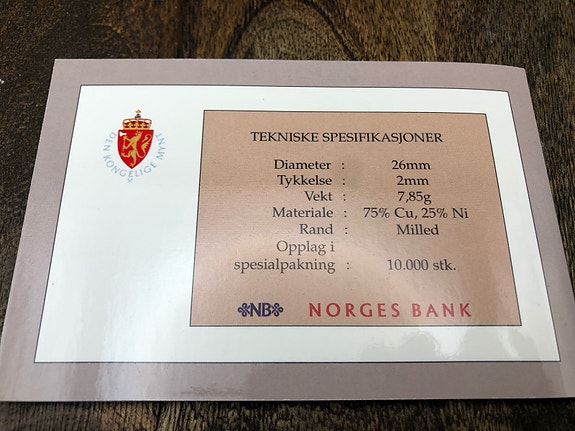 DEN KONGELIGE MYNT
TEKNISKE SPESIFIKASJONER
Diameter : 26mm
Tykkelse : 2mm
Vekt : 7,85g
Materiale : 75% Cu, 25% Ni
Rand : Milled
Opplag i
spesialpakning : 10.000 stk.
NB NORGES BANK